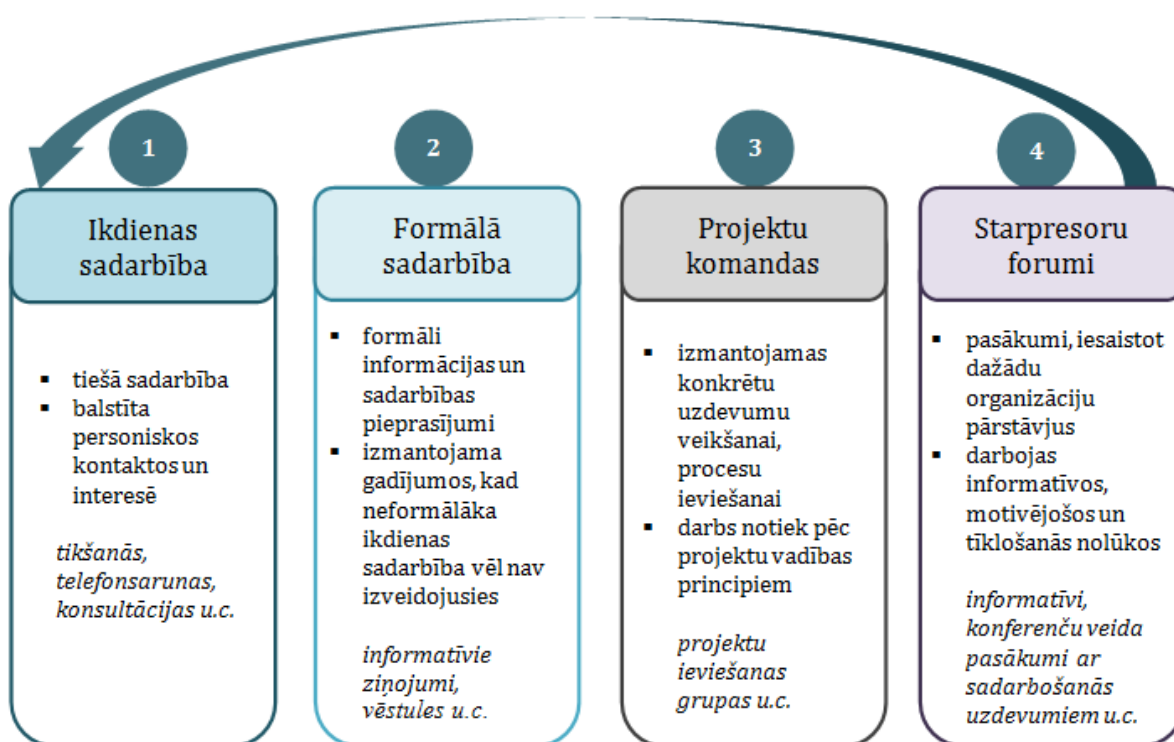 1
Ikdienas
sadarbība
▪ tiešā sadarbība
▪ balstīta
personiskos
kontaktos un
interesē
tikšanās,
telefonsarunas,
konsultācijas u.c.
2
Formālā
sadarbība
▪ formāli
informācijas un
sadarbības
pieprasījumi
▪ izmantojama
gadījumos, kad
neformālāka
ikdienas
sadarbība vēl nav
izveidojusies
informatīvie
ziņojumi,
vēstules u.c.
3
Projektu
komandas
▪ izmantojamas
konkrētu
uzdevumu
veikšanai,
procesu
ieviešanai
▪ darbs notiek pēc
projektu vadības
principiem
projektu
ieviešanas
grupas u.c.
4
Starpresoru
forumi
▪ pasākumi, iesaistot
dažādu
organizāciju
pārstāvjus
▪ darbojas
informatīvos,
motivējošos un
tīklošanās nolūkos
informatīvi,
konferenču veida
pasākumi ar
sadarbošanās
uzdevumiem u.c.